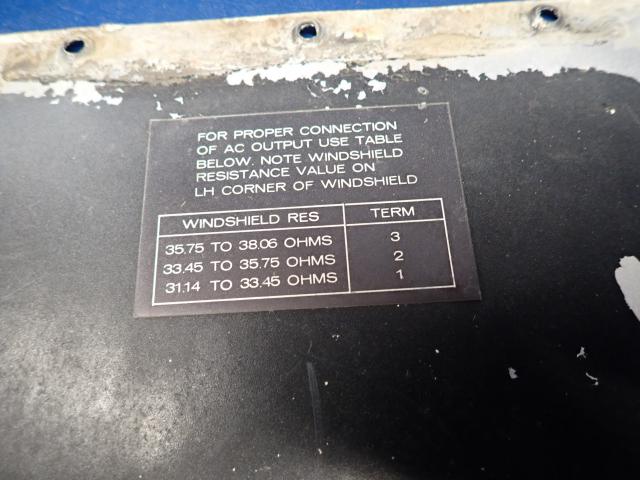 FOR PROPER CONNECTION
OF AC OUTPUT USE TABLE
BELOW. NOTE WINDSHIELD
RESISTANCE VALUE ON
LH CORNER OF WINDSHIELD
WINDSHIELD RES TERM
35.75 TO 38.06 OHMS 3
33.45 TO 35.75 OHMS 2
31.14 TO 33.45 OHMS 1